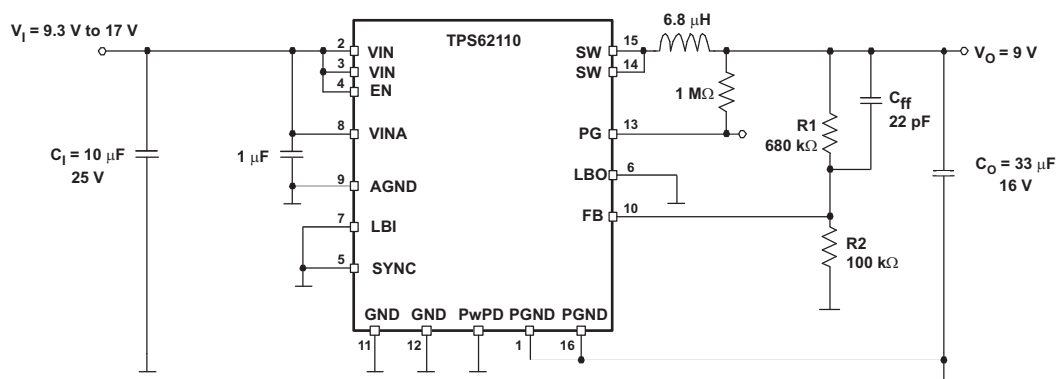 V_I = 9.3 V to 17 V
TPS62110
6.8 μH
2 VIN
3 VIN
4 EN
8 VINA
9 AGND
7 LBI
5 SYNC
SW 15
SW 14
PG 13
LBO 6
FB 10
GND GND PwPD PGND PGND
11 12 1 16
C_I = 10 μF
25 V
1 μF
1 MΩ
R1
680 kΩ
C_ff
22 pF
R2
100 kΩ
V_O = 9 V
C_O = 33 μF
16 V